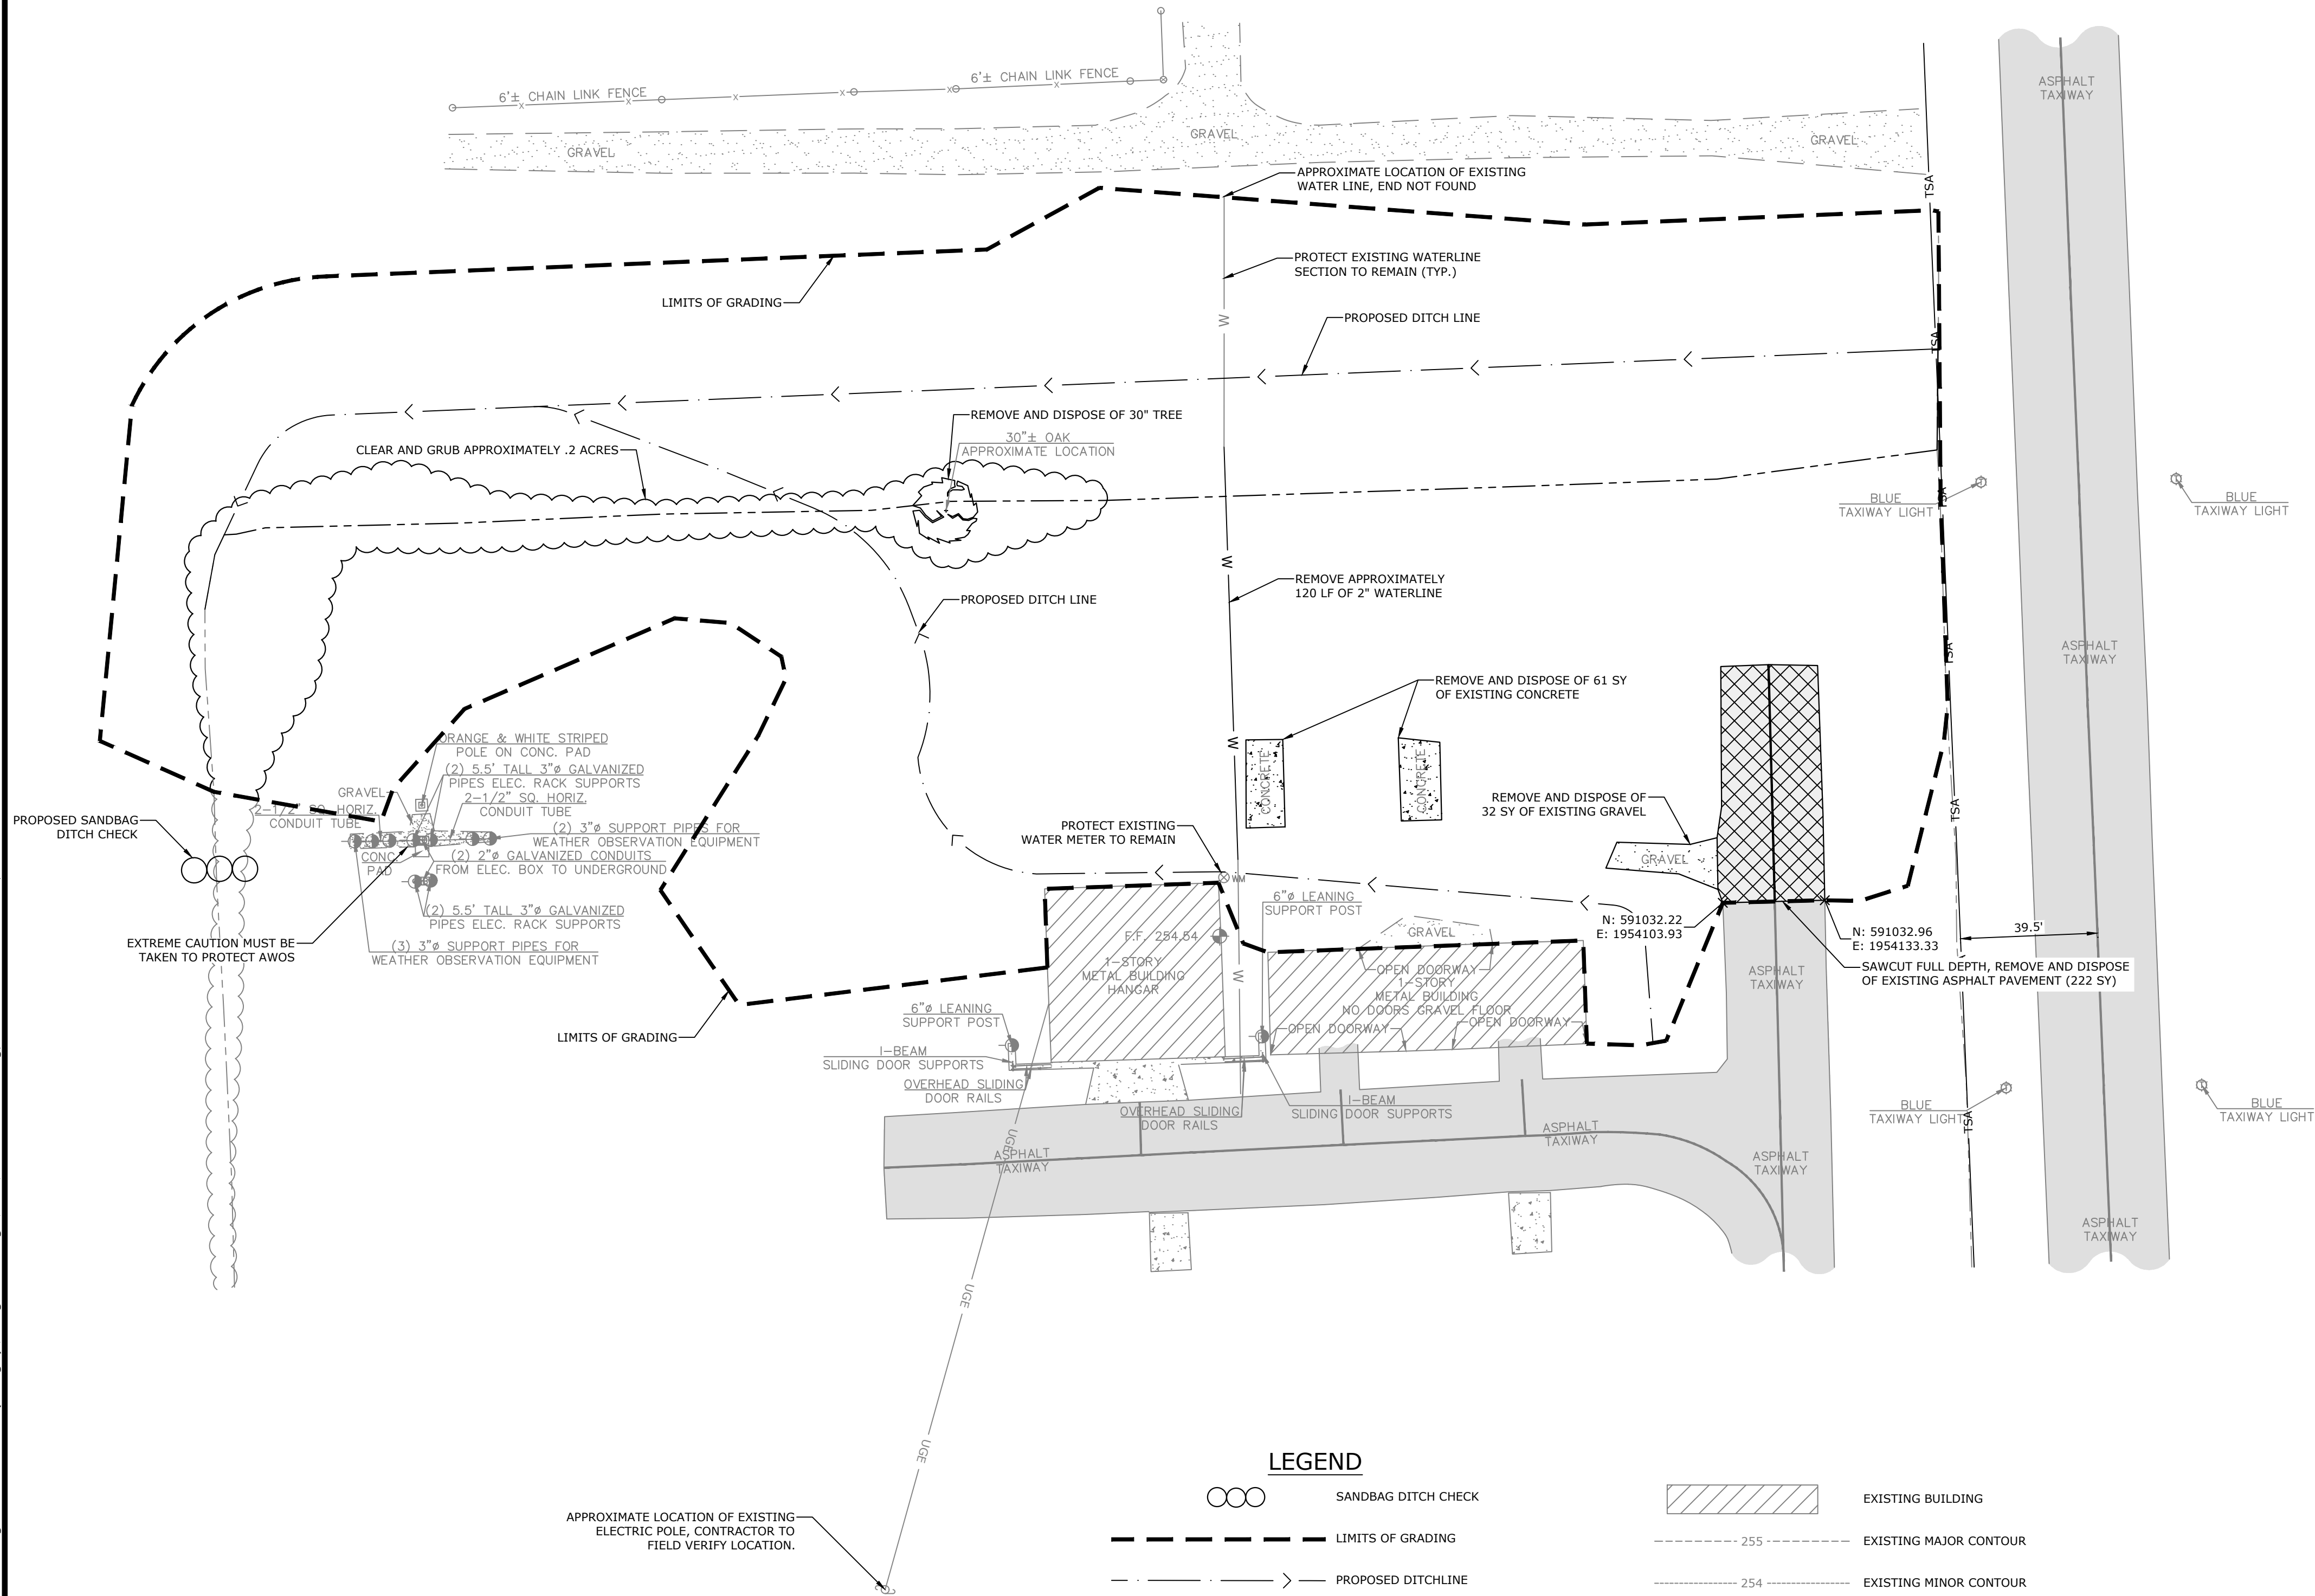 6'± CHAIN LINK FENCE
6'± CHAIN LINK FENCE
ASPHALT
TAXIWAY
GRAVEL
GRAVEL
GRAVEL
APPROXIMATE LOCATION OF EXISTING
WATER LINE, END NOT FOUND
TSA
PROTECT EXISTING WATERLINE
SECTION TO REMAIN (TYP.)
LIMITS OF GRADING
W
PROPOSED DITCH LINE
TSA
REMOVE AND DISPOSE OF 30" TREE
30"± OAK
APPROXIMATE LOCATION
CLEAR AND GRUB APPROXIMATELY .2 ACRES
BLUE
TAXIWAY LIGHT
TSA
BLUE
TAXIWAY LIGHT
W
REMOVE APPROXIMATELY
120 LF OF 2" WATERLINE
PROPOSED DITCH LINE
TSA
ASPHALT
TAXIWAY
REMOVE AND DISPOSE OF 61 SY
OF EXISTING CONCRETE
W
CONCRETE
CONCRETE
ORANGE & WHITE STRIPED
POLE ON CONC. PAD
(2) 5.5' TALL 3"ø GALVANIZED
PIPES ELEC. RACK SUPPORTS
GRAVEL
2-1/2" SQ. HORIZ.
CONDUIT TUBE
2-1/2" SQ. HORIZ.
CONDUIT TUBE
REMOVE AND DISPOSE OF
32 SY OF EXISTING GRAVEL
TSA
PROPOSED SANDBAG
DITCH CHECK
(2) 3"ø SUPPORT PIPES FOR
WEATHER OBSERVATION EQUIPMENT
PROTECT EXISTING
WATER METER TO REMAIN
CONC.
PAD
(2) 2"ø GALVANIZED CONDUITS
FROM ELEC. BOX TO UNDERGROUND
GRAVEL
WM
6"ø LEANING
SUPPORT POST
(2) 5.5' TALL 3"ø GALVANIZED
PIPES ELEC. RACK SUPPORTS
N: 591032.22
E: 1954103.93
N: 591032.96
E: 1954133.33
39.5'
EXTREME CAUTION MUST BE
TAKEN TO PROTECT AWOS
(3) 3"ø SUPPORT PIPES FOR
WEATHER OBSERVATION EQUIPMENT
F.F. 254.54
1-STORY
METAL BUILDING
HANGAR
W
GRAVEL
OPEN DOORWAY
1-STORY
METAL BUILDING
NO DOORS GRAVEL FLOOR
OPEN DOORWAY
OPEN DOORWAY
ASPHALT
TAXIWAY
SAWCUT FULL DEPTH, REMOVE AND DISPOSE
OF EXISTING ASPHALT PAVEMENT (222 SY)
6"ø LEANING
SUPPORT POST
LIMITS OF GRADING
I-BEAM
SLIDING DOOR SUPPORTS
OVERHEAD SLIDING
DOOR RAILS
OVERHEAD SLIDING
DOOR RAILS
I-BEAM
SLIDING DOOR SUPPORTS
BLUE
TAXIWAY LIGHT
TSA
BLUE
TAXIWAY LIGHT
UGE
ASPHALT
TAXIWAY
ASPHALT
TAXIWAY
ASPHALT
TAXIWAY
ASPHALT
TAXIWAY
UGE
UGE
LEGEND
SANDBAG DITCH CHECK
EXISTING BUILDING
APPROXIMATE LOCATION OF EXISTING
ELECTRIC POLE, CONTRACTOR TO
FIELD VERIFY LOCATION.
LIMITS OF GRADING
255
EXISTING MAJOR CONTOUR
PROPOSED DITCHLINE
254
EXISTING MINOR CONTOUR